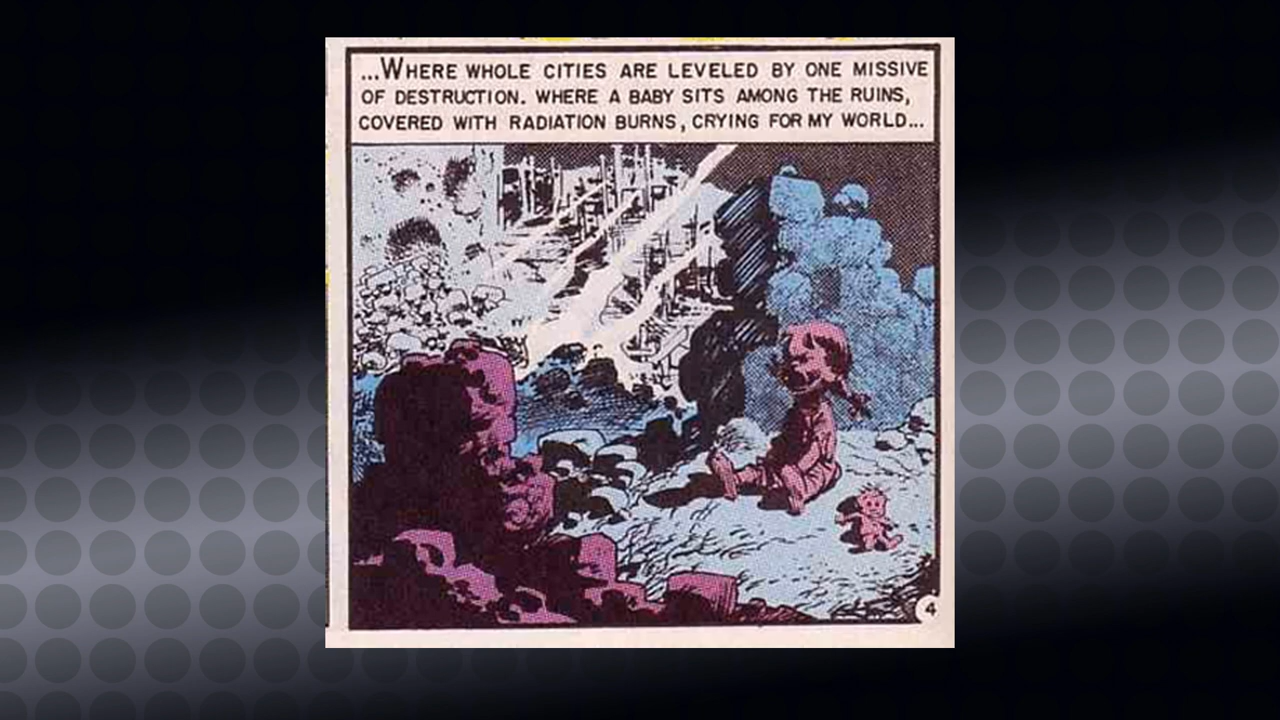 ...WHERE WHOLE CITIES ARE LEVELED BY ONE MISSIVE
OF DESTRUCTION. WHERE A BABY SITS AMONG THE RUINS,
COVERED WITH RADIATION BURNS, CRYING FOR MY WORLD...
4